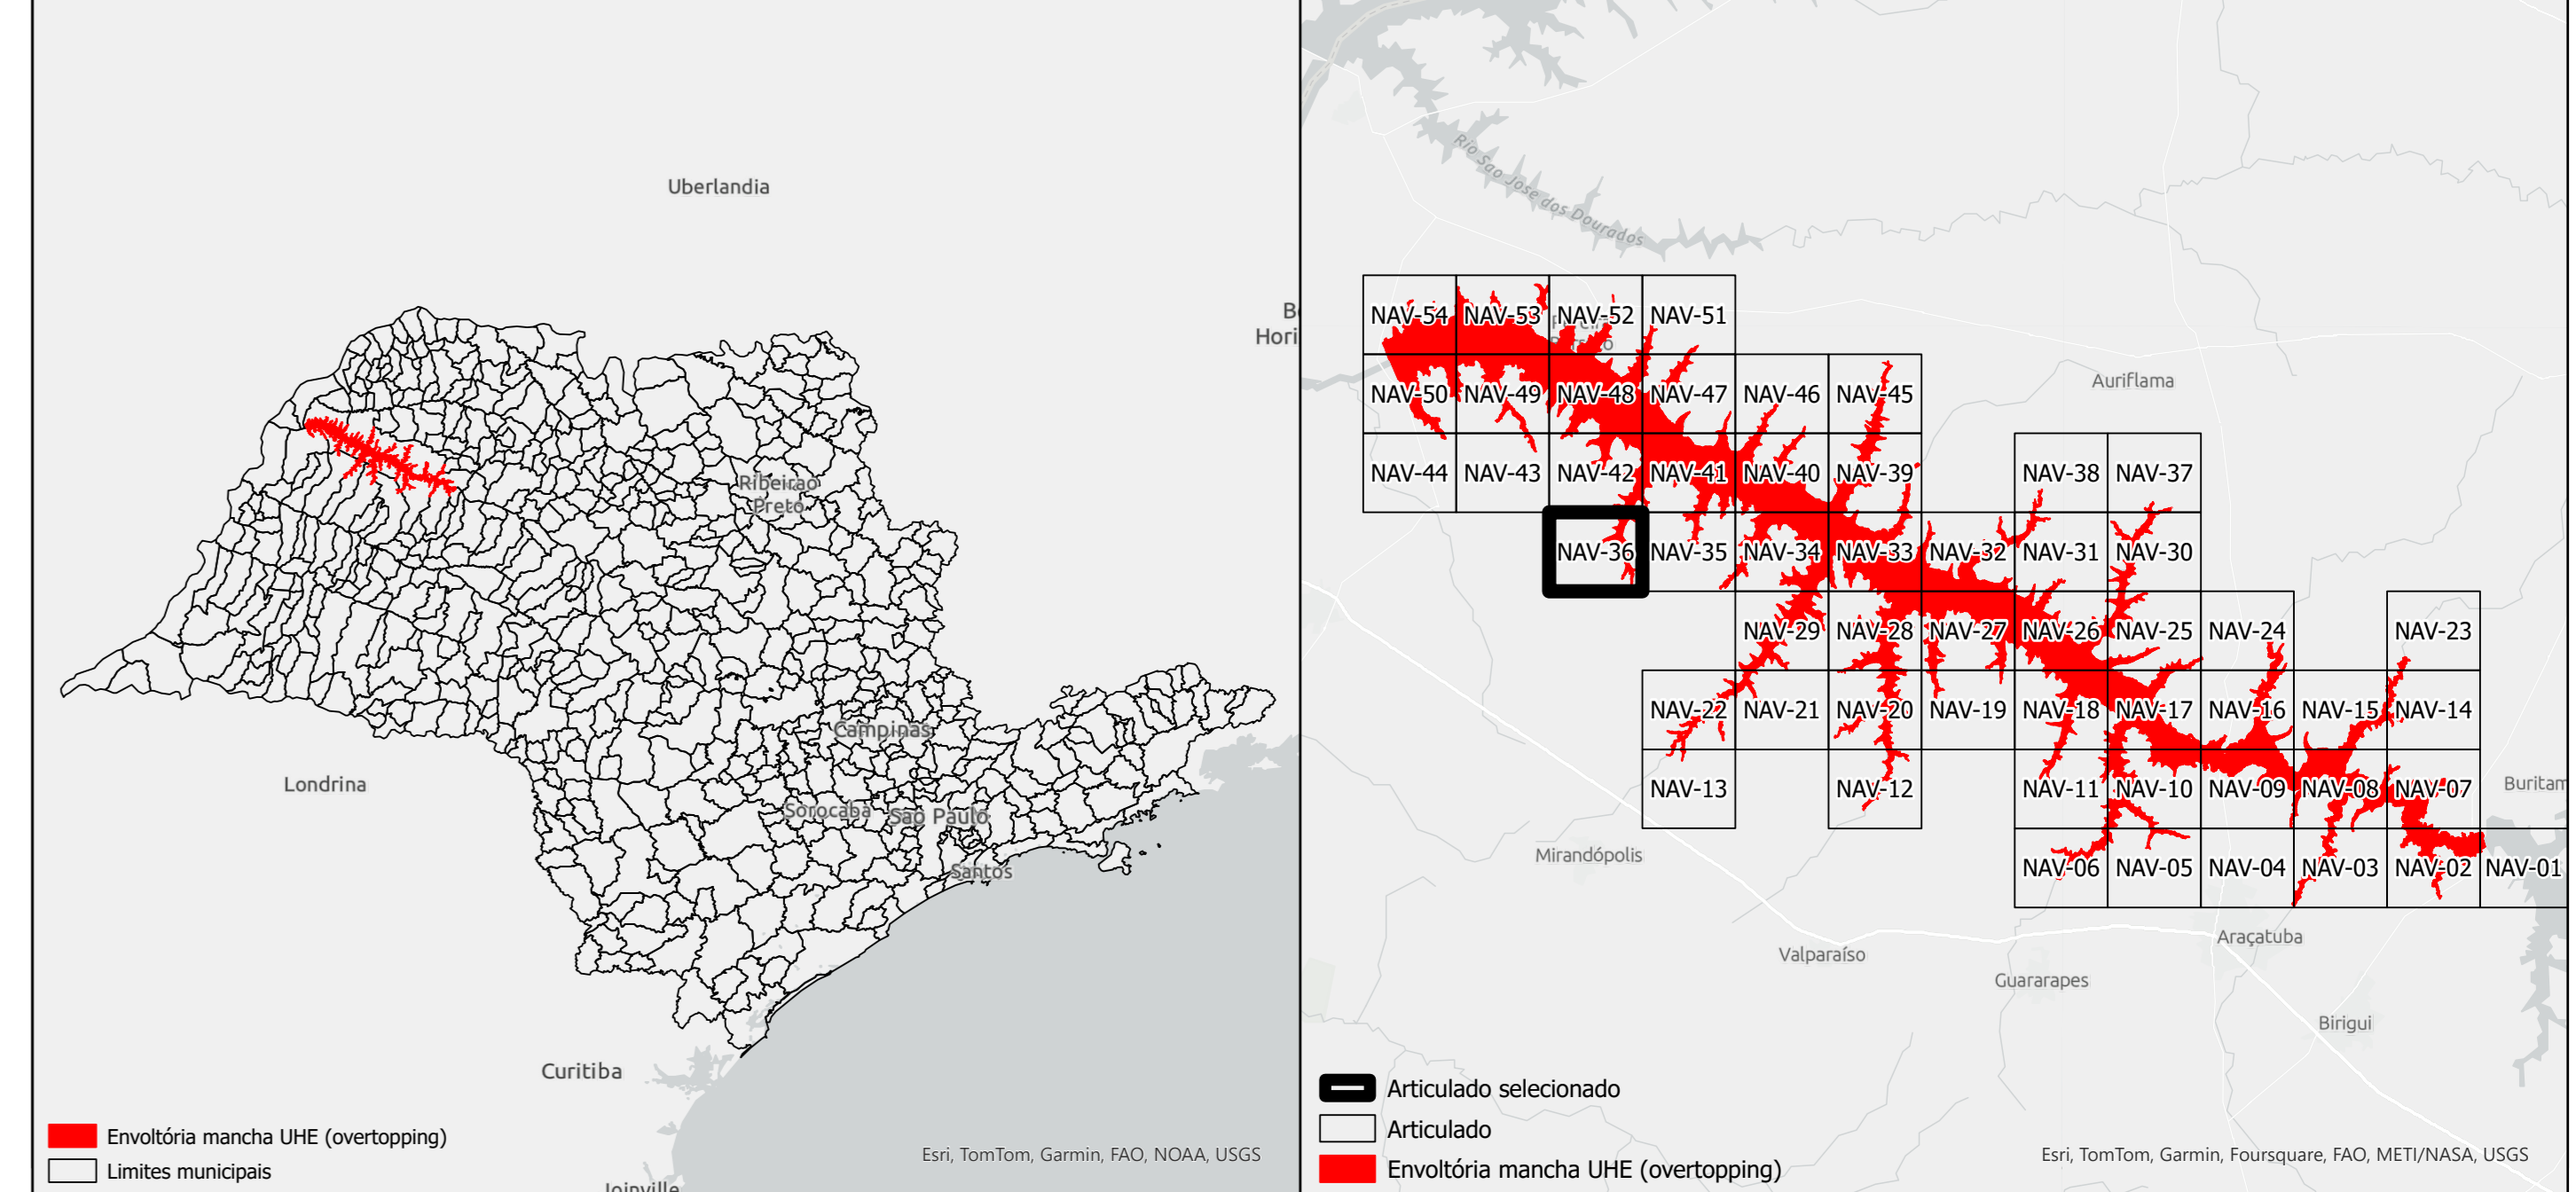 Uberlandia
Ribeirao
Preto
Campinas
Londrina
Sorocaba
Sao Paulo
Santos
Curitiba
Envoltória mancha UHE (overtopping)
Limites municipais
Esri, TomTom, Garmin, FAO, NOAA, USGS
Rio Sao Jose dos Dourados
NAV-54 NAV-53 NAV-52 NAV-51
NAV-50 NAV-49 NAV-48 NAV-47 NAV-46 NAV-45
Auriflama
NAV-44 NAV-43 NAV-42 NAV-41 NAV-40 NAV-39 NAV-38 NAV-37
NAV-36 NAV-35 NAV-34 NAV-33 NAV-32 NAV-31 NAV-30
NAV-29 NAV-28 NAV-27 NAV-26 NAV-25 NAV-24 NAV-23
NAV-22 NAV-21 NAV-20 NAV-19 NAV-18 NAV-17 NAV-16 NAV-15 NAV-14
NAV-13 NAV-12 NAV-11 NAV-10 NAV-09 NAV-08 NAV-07
Buritam
Mirandópolis
NAV-06 NAV-05 NAV-04 NAV-03 NAV-02 NAV-01
Araçatuba
Valparaíso
Guararapes
Birigui
Articulado selecionado
Articulado
Envoltória mancha UHE (overtopping)
Esri, TomTom, Garmin, Foursquare, FAO, METI/NASA, USGS